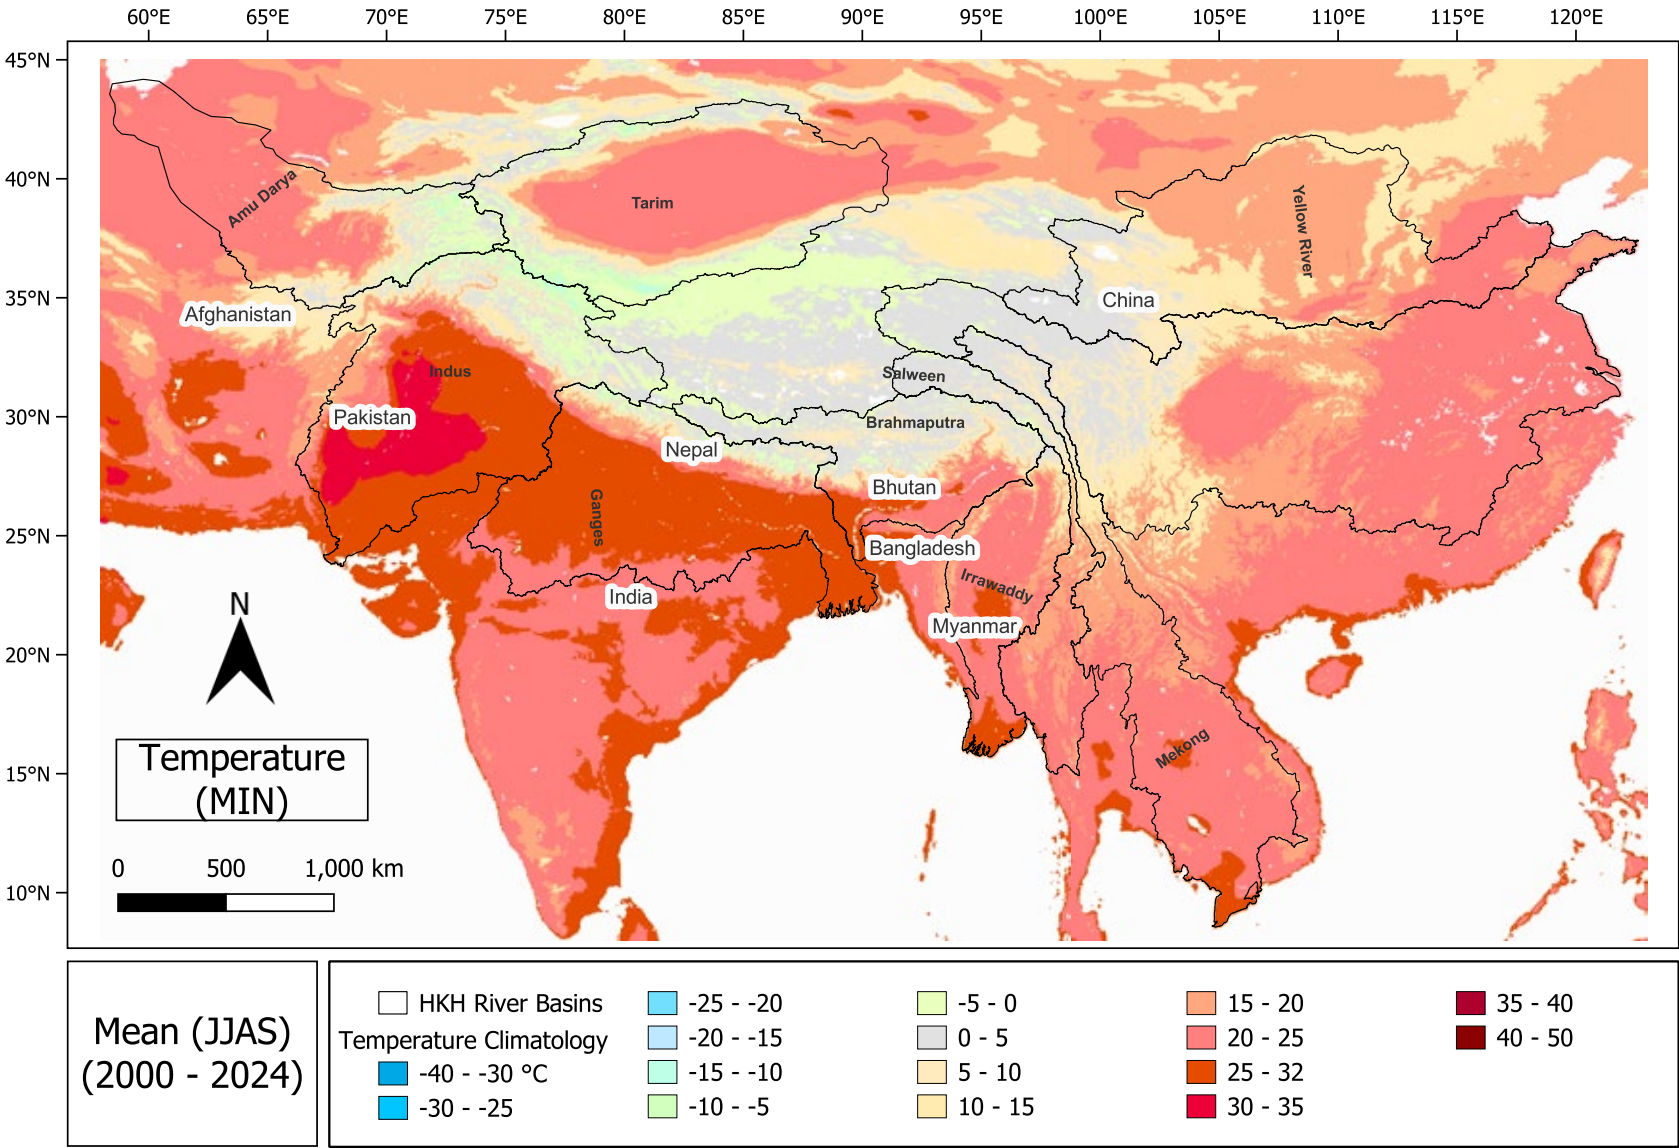 60°E 65°E 70°E 75°E 80°E 85°E 90°E 95°E 100°E 105°E 110°E 115°E 120°E
45°N
40°N
35°N
30°N
25°N
20°N
15°N
10°N
Amu Darya
Tarim
Yellow River
China
Afghanistan
Indus
Salween
Pakistan
Brahmaputra
Nepal
Bhutan
Ganges
Bangladesh
Irrawaddy
India
Myanmar
Mekong
N
Temperature
(MIN)
0 500 1,000 km
Mean (JJAS)
(2000 - 2024)
HKH River Basins
Temperature Climatology
-40 - -30 °C
-30 - -25
-25 - -20
-20 - -15
-15 - -10
-10 - -5
-5 - 0
0 - 5
5 - 10
10 - 15
15 - 20
20 - 25
25 - 32
30 - 35
35 - 40
40 - 50